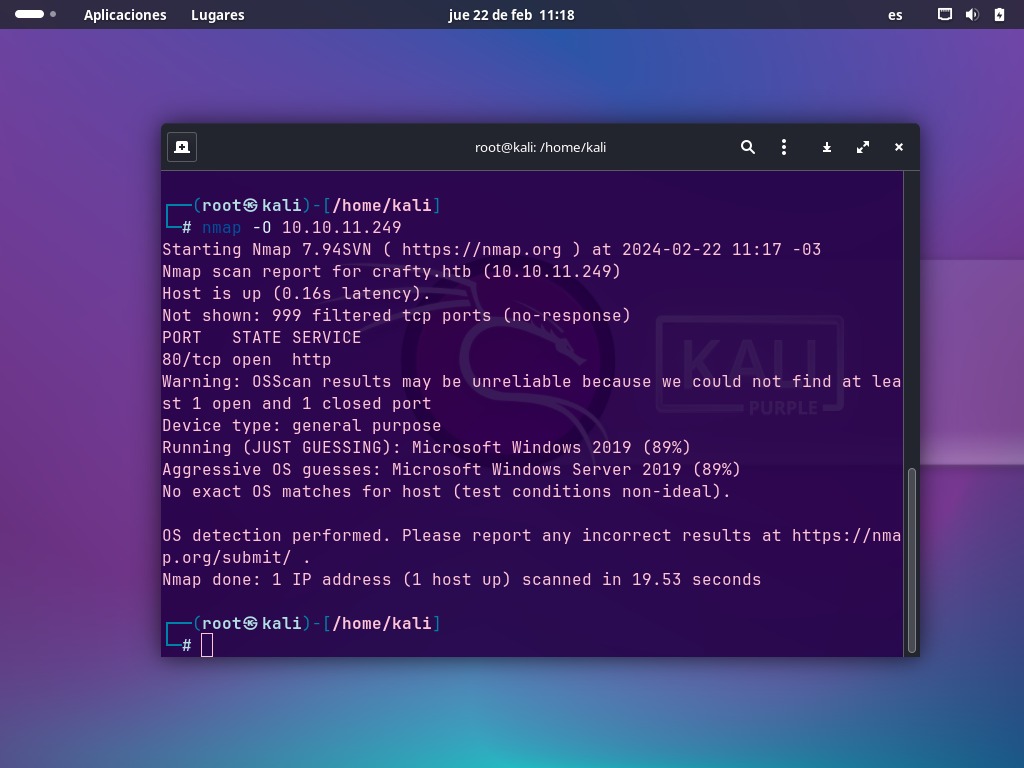 Aplicaciones Lugares jue 22 de feb 11:18 es
root@kali: /home/kali
┌──(root㉿kali)-[/home/kali]
└─# nmap -O 10.10.11.249
Starting Nmap 7.94SVN ( https://nmap.org ) at 2024-02-22 11:17 -03
Nmap scan report for crafty.htb (10.10.11.249)
Host is up (0.16s latency).
Not shown: 999 filtered tcp ports (no-response)
PORT   STATE SERVICE
80/tcp open  http
Warning: OSScan results may be unreliable because we could not find at lea
st 1 open and 1 closed port
Device type: general purpose
Running (JUST GUESSING): Microsoft Windows 2019 (89%)
Aggressive OS guesses: Microsoft Windows Server 2019 (89%)
No exact OS matches for host (test conditions non-ideal).
OS detection performed. Please report any incorrect results at https://nma
p.org/submit/ .
Nmap done: 1 IP address (1 host up) scanned in 19.53 seconds
┌──(root㉿kali)-[/home/kali]
└─#
KALI
PURPLE